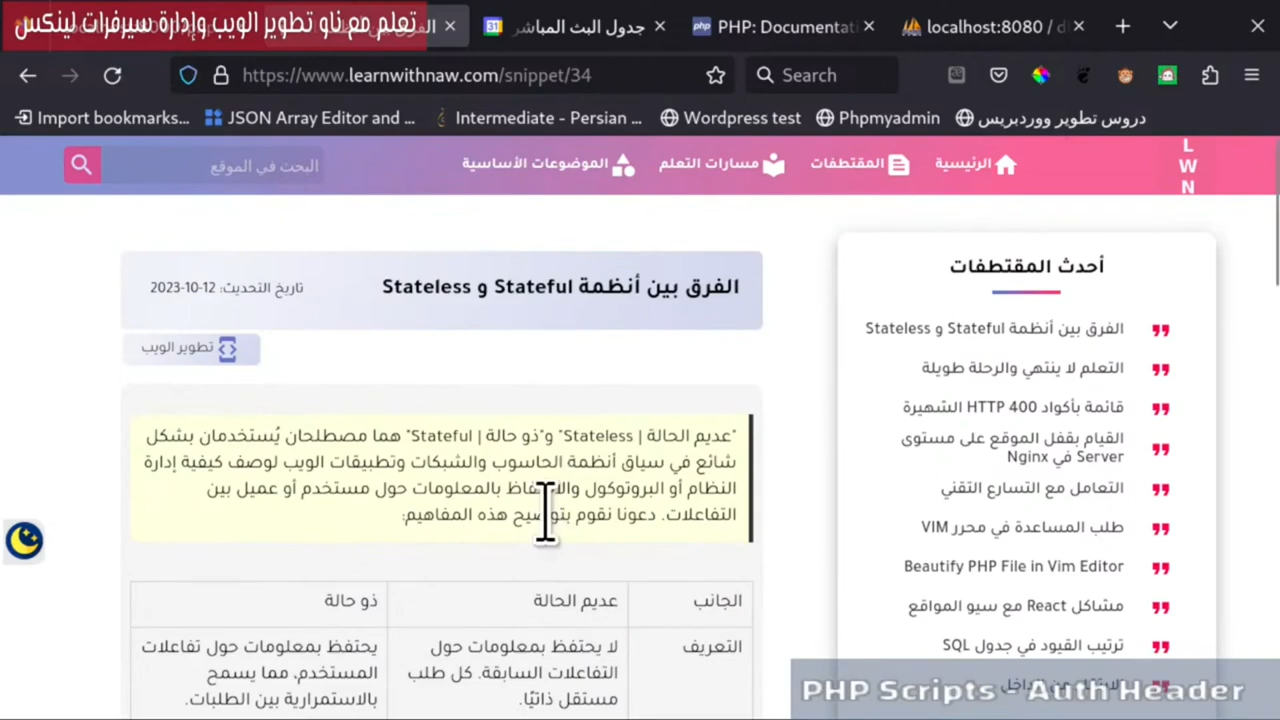 تعلم مع ناو تطوير الويب وإدارة سيرفرات لينكس
جدول البث المباشر
PHP: Documentati
localhost:8080 / d
https://www.learnwithnaw.com/snippet/34
Search
Import bookmarks...
JSON Array Editor and ...
Intermediate - Persian ...
Wordpress test
Phpmyadmin
دروس تطوير ووردبريس
L
W
N
الرئيسية
المقتطفات
مسارات التعلم
الموضوعات الأساسية
البحث في الموقع
أحدث المقتطفات
الفرق بين أنظمة Stateful و Stateless
التعلم لا ينتهي والرحلة طويلة
قائمة بأكواد HTTP 400 الشهيرة
القيام بقفل الموقع على مستوى
Server في Nginx
التعامل مع التسارع التقني
طلب المساعدة في محرر VIM
Beautify PHP File in Vim Editor
مشاكل React مع سيو المواقع
ترتيب القيود في جدول SQL
الفرق بين أنظمة Stateful و Stateless
تاريخ التحديث: 12-10-2023
تطوير الويب
"عديم الحالة | Stateless" و"ذو حالة | Stateful" هما مصطلحان يُستخدمان بشكل
شائع في سياق أنظمة الحاسوب والشبكات وتطبيقات الويب لوصف كيفية إدارة
النظام أو البروتوكول والاحتفاظ بالمعلومات حول مستخدم أو عميل بين
التفاعلات. دعونا نقوم بتوضيح هذه المفاهيم:
الجانب
عديم الحالة
ذو حالة
التعريف
لا يحتفظ بمعلومات حول
التفاعلات السابقة. كل طلب
مستقل ذاتيًا.
يحتفظ بمعلومات حول تفاعلات
المستخدم، مما يسمح
بالاستمرارية بين الطلبات.
PHP Scripts - Auth Header